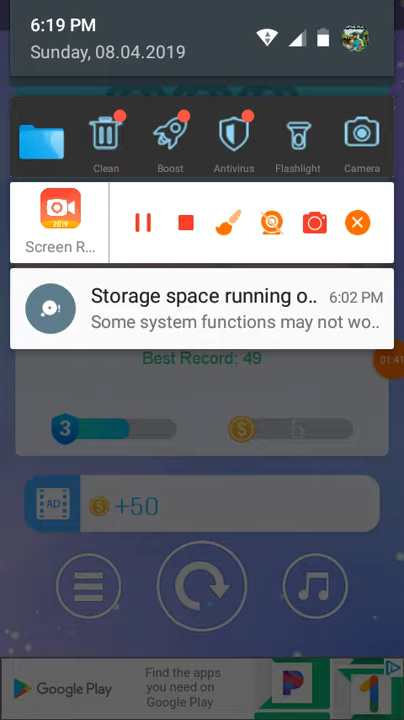 6:19 PM
Sunday, 08.04.2019
Clean
Boost
Antivirus
Flashlight
Camera
2019
Screen R...
Storage space running o.. 6:02 PM
Some system functions may not wo..
Best Record: 49
01:41
3
5
AD
+50
Google Play
Find the apps
you need on
Google Play